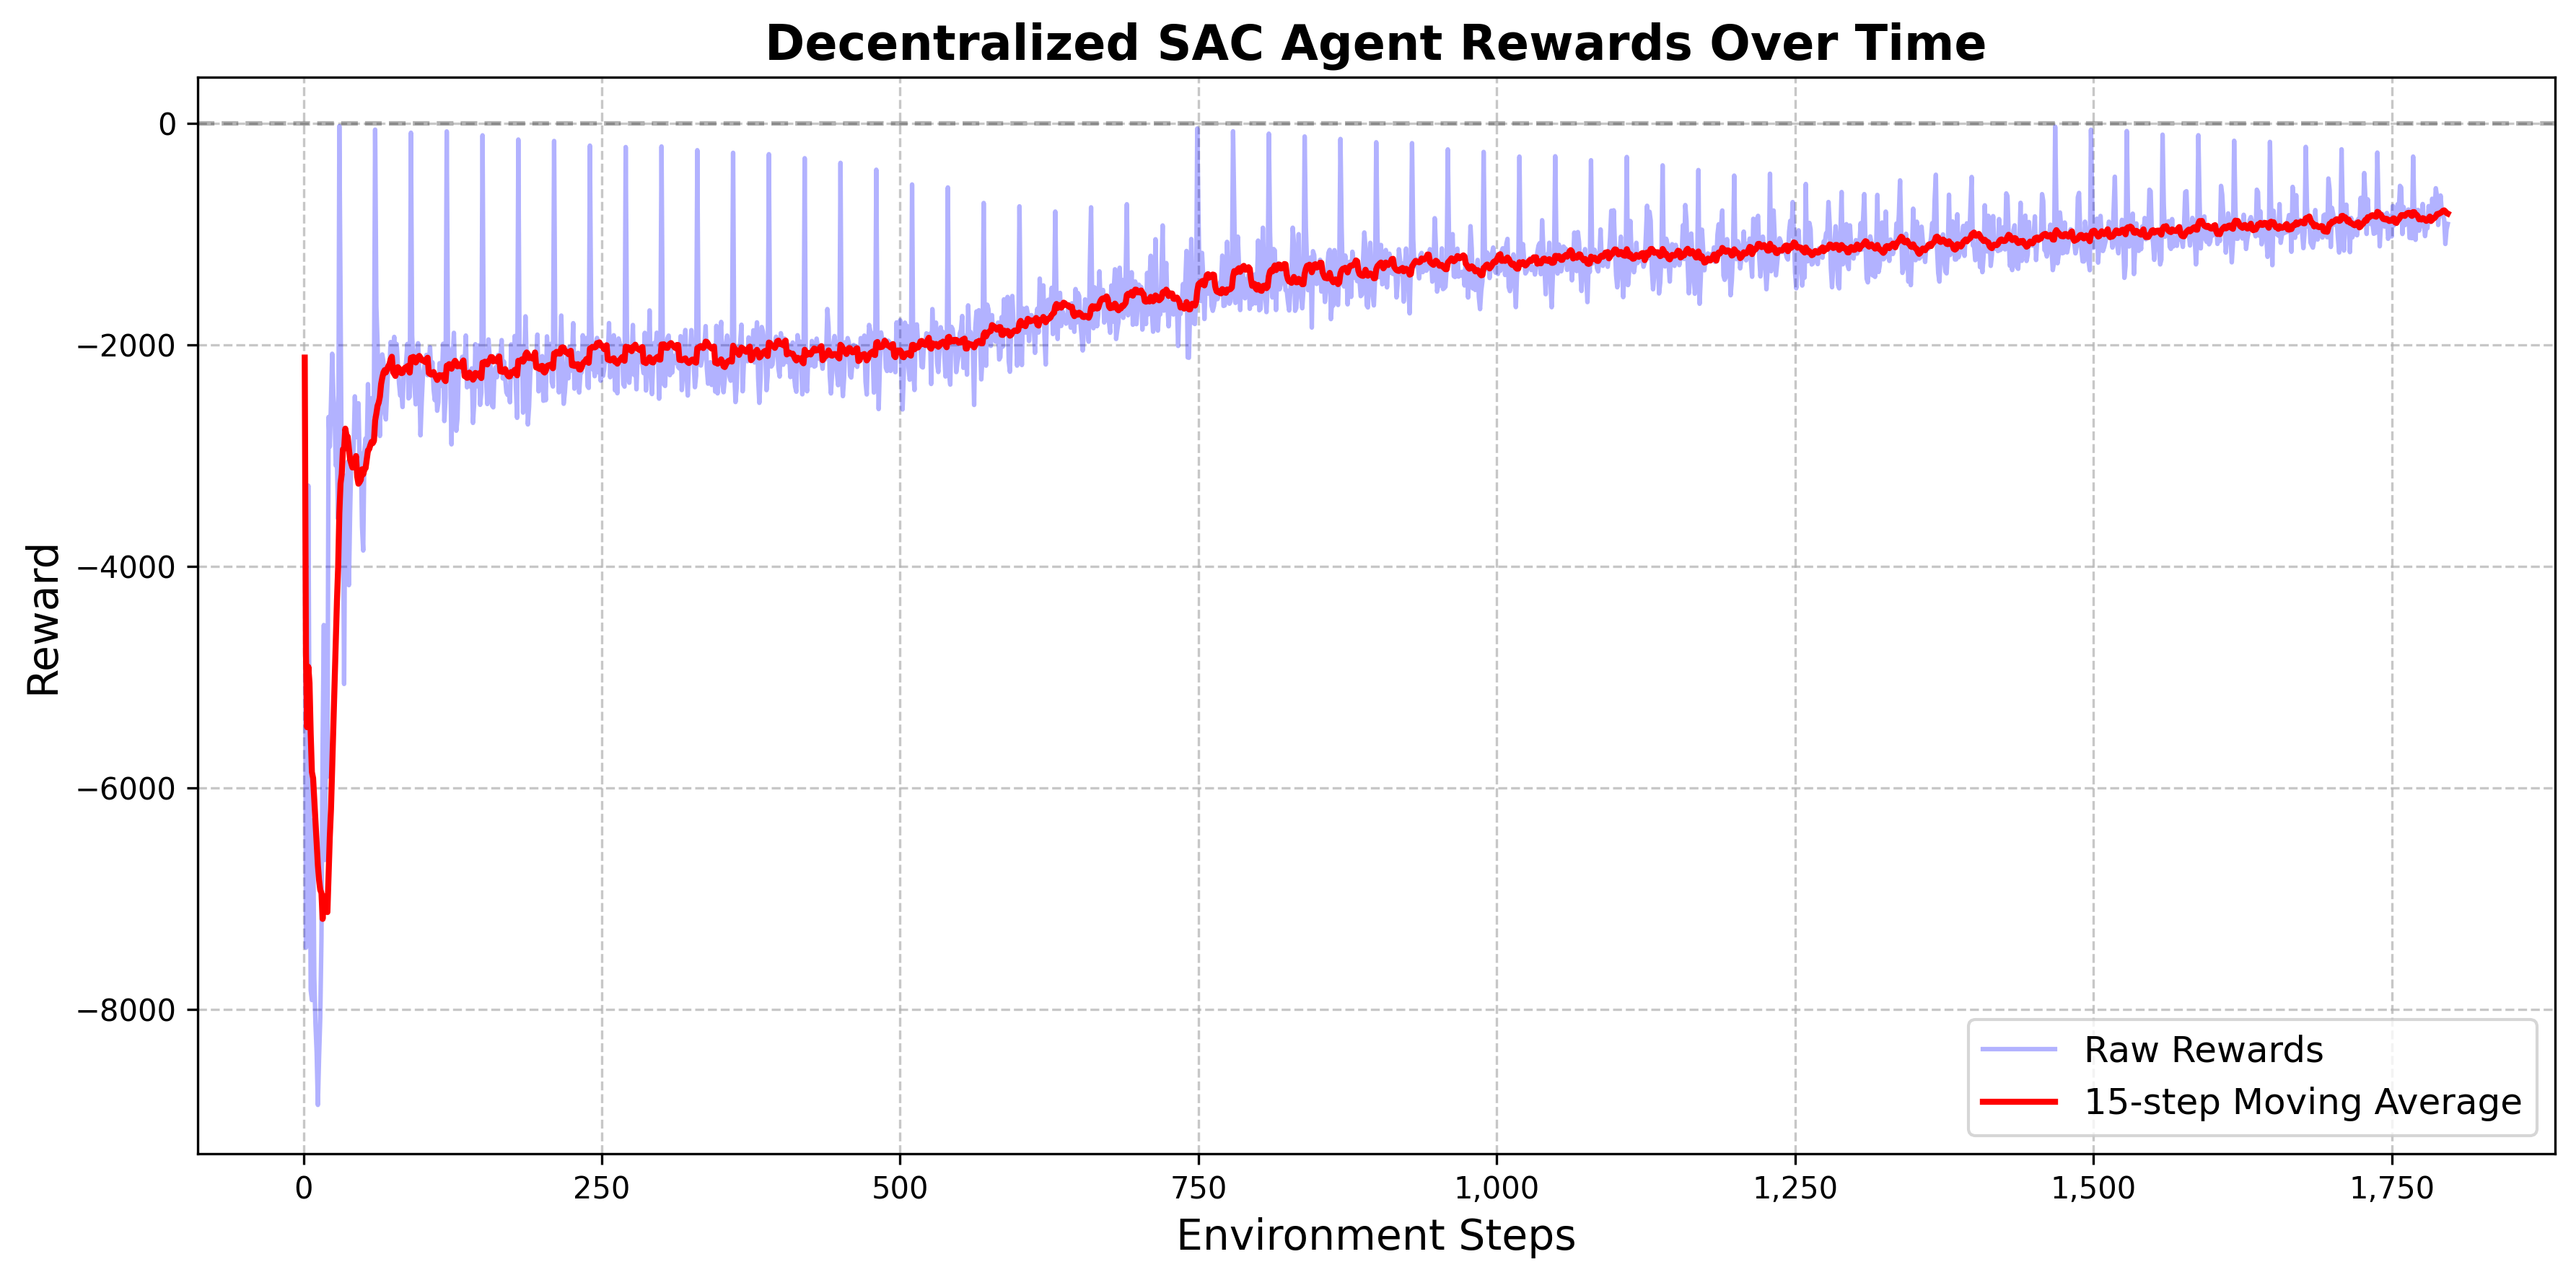 Decentralized SAC Agent Rewards Over Time
0
−2000
−4000
−6000
−8000
Reward
0 250 500 750 1,000 1,250 1,500 1,750
Environment Steps
Raw Rewards
15-step Moving Average